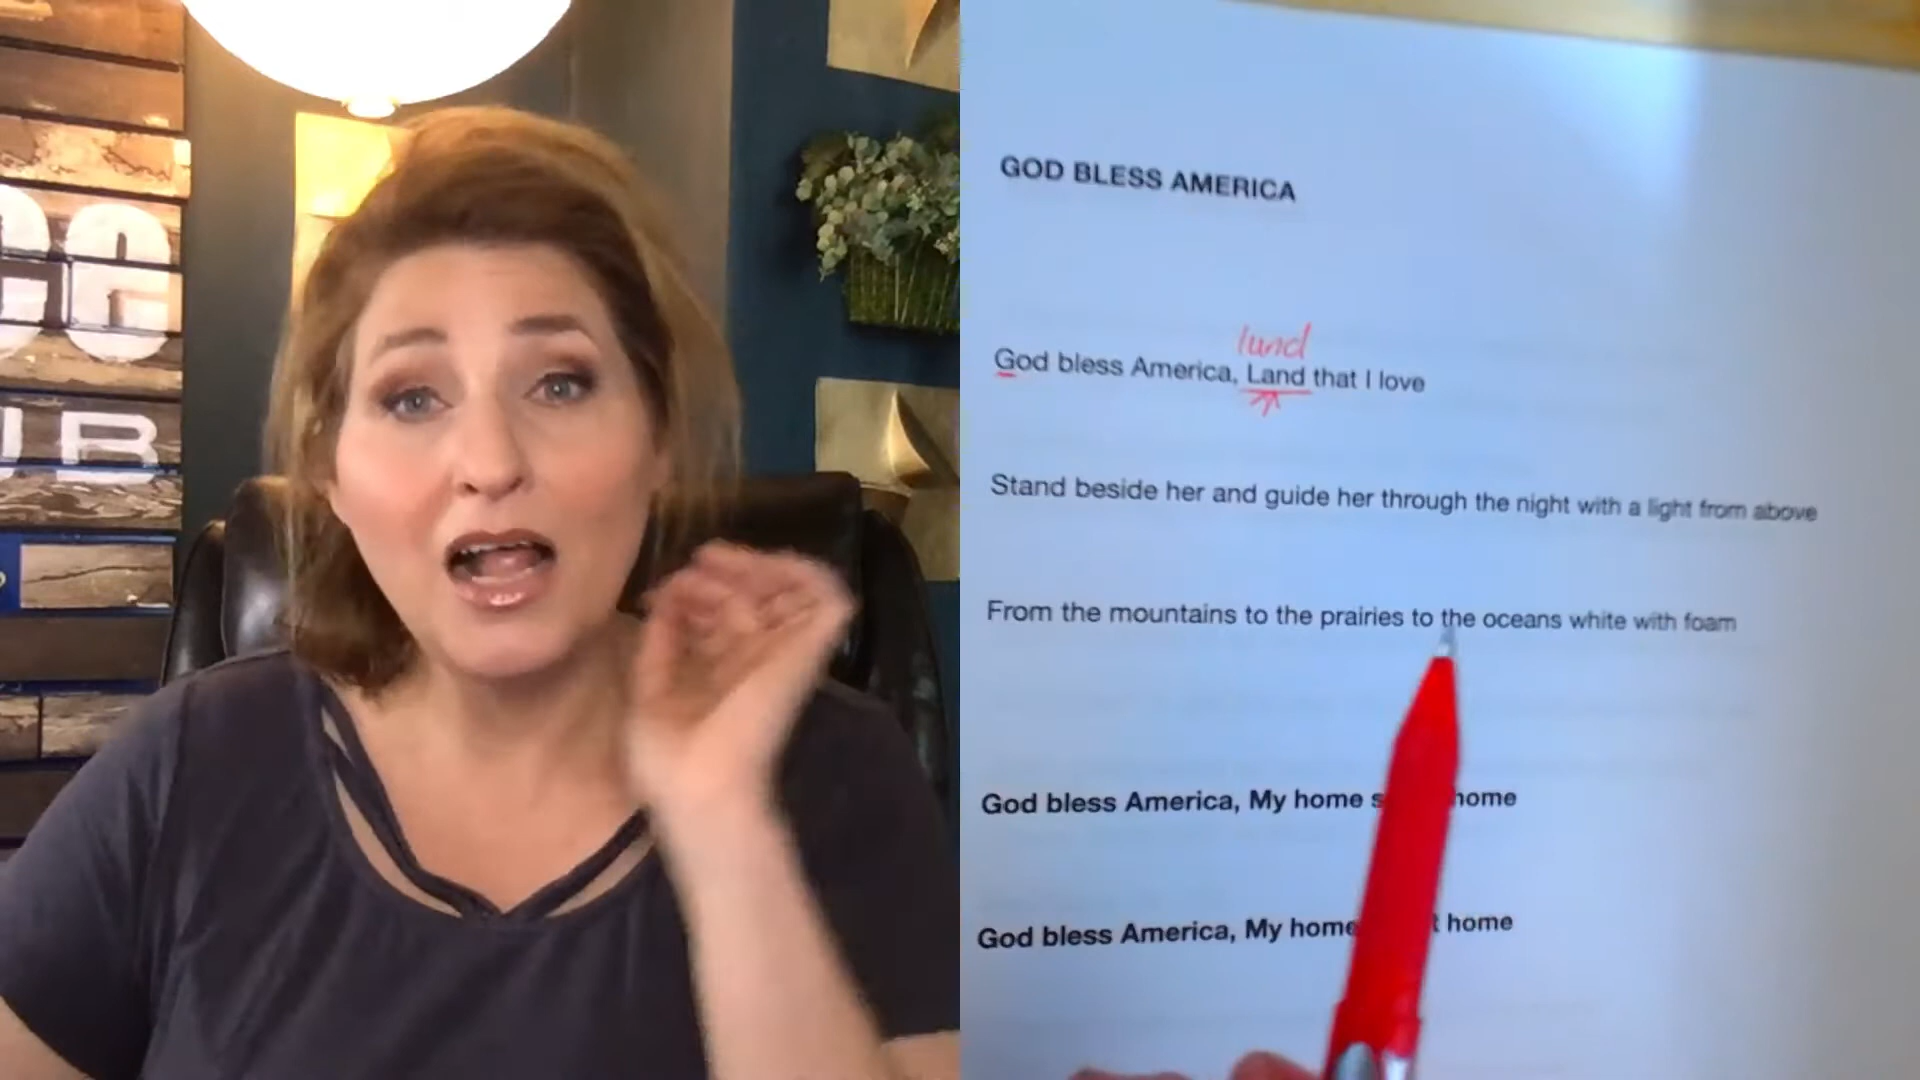 GOD BLESS AMERICA
lund
God bless America, Land that I love
Stand beside her and guide her through the night with a light from above
From the mountains to the prairies to the oceans white with foam
God bless America, My home home
God bless America, My home home